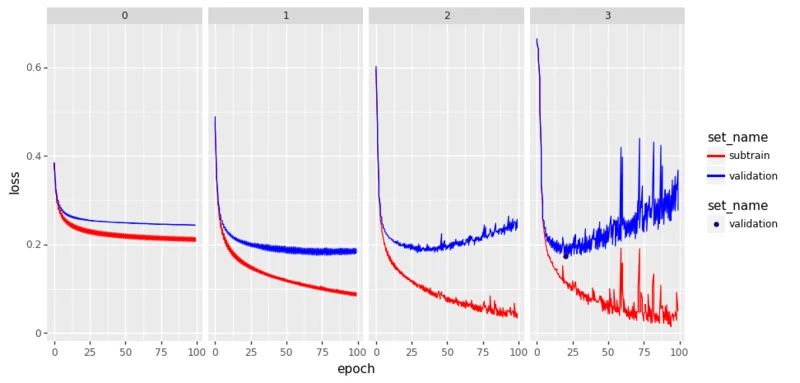 0 1 2 3
0.6
0.4
0.2
0
loss
0 25 50 75 100 0 25 50 75 100 0 25 50 75 100 0 25 50 75 100
epoch
set_name
subtrain
validation
set_name
validation